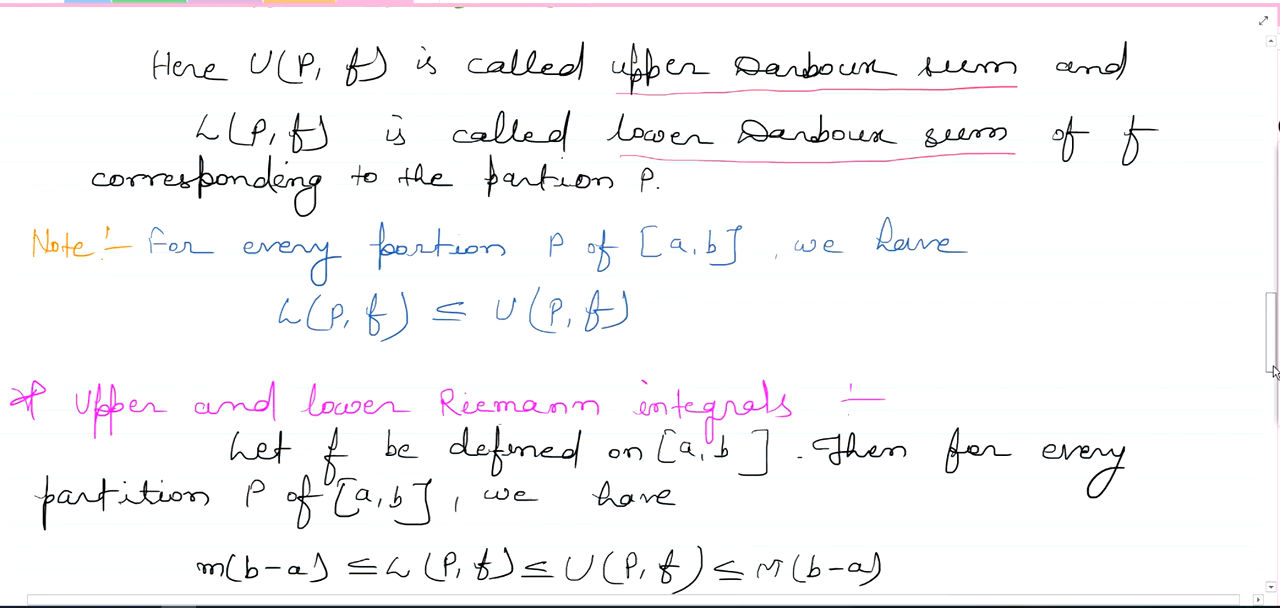 Here U(P, f) is called upper Darboux sum and
L(P, f) is called lower Darboux sum of f
corresponding to the partion P.
Note :- For every partion P of [a, b], we have
L(P, f) ≤ U(P, f)
* Upper and lower Riemann integrals :-
Let f be defined on [a, b]. Then for every
partition P of [a, b], we have
m(b-a) ≤ L(P, f) ≤ U(P, f) ≤ M(b-a)